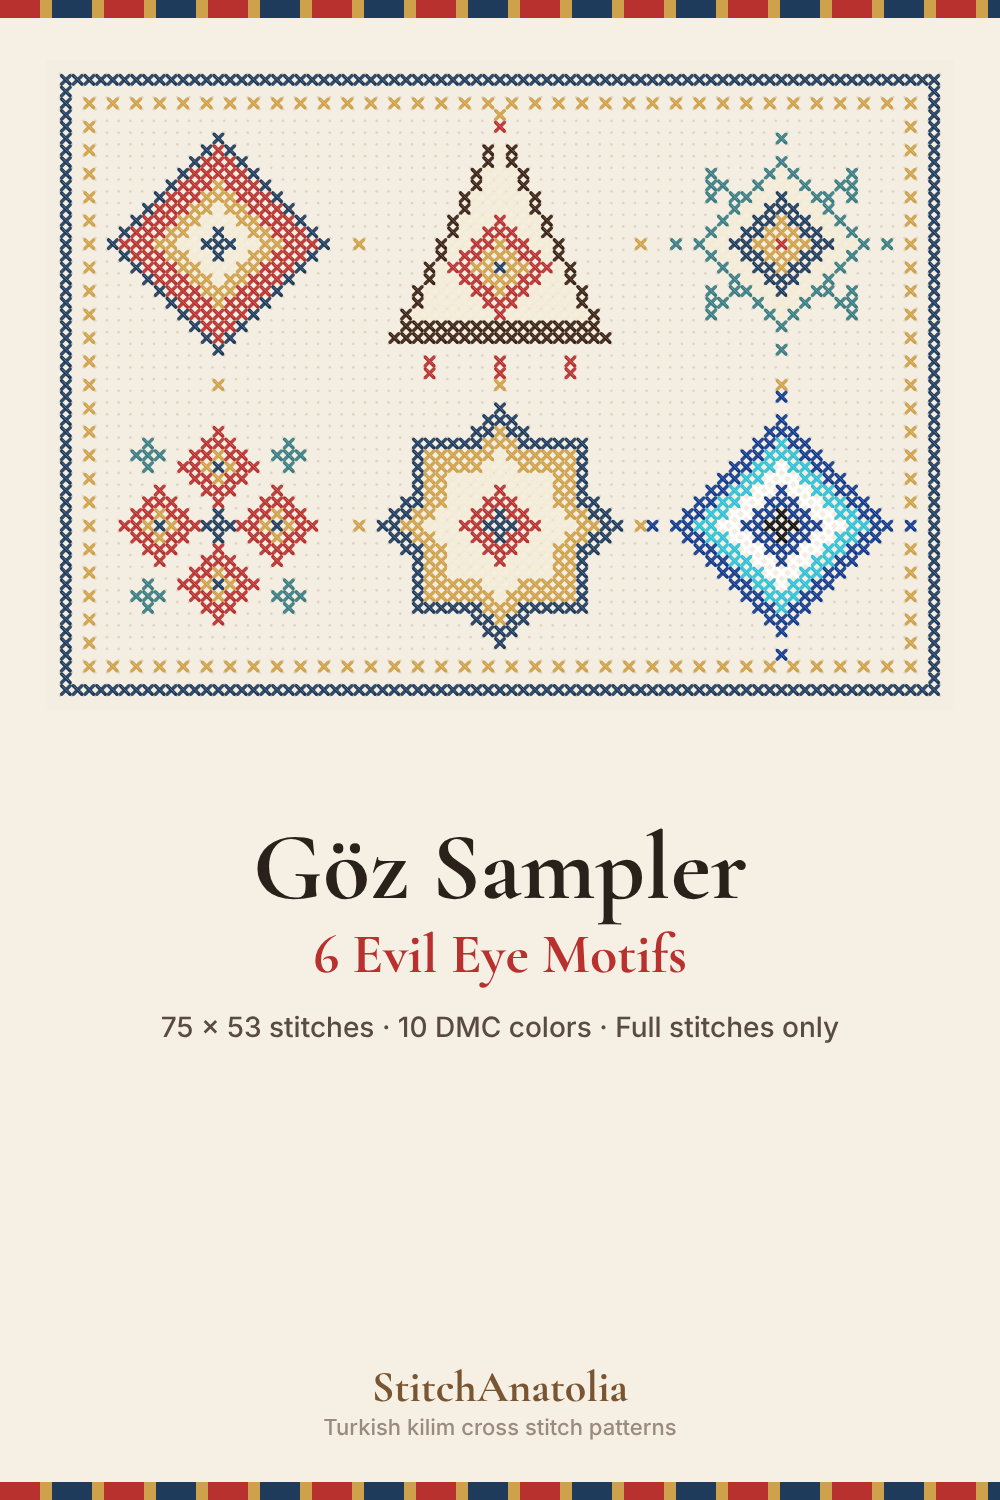 Göz Sampler
6 Evil Eye Motifs
75 × 53 stitches · 10 DMC colors · Full stitches only
StitchAnatolia
Turkish kilim cross stitch patterns